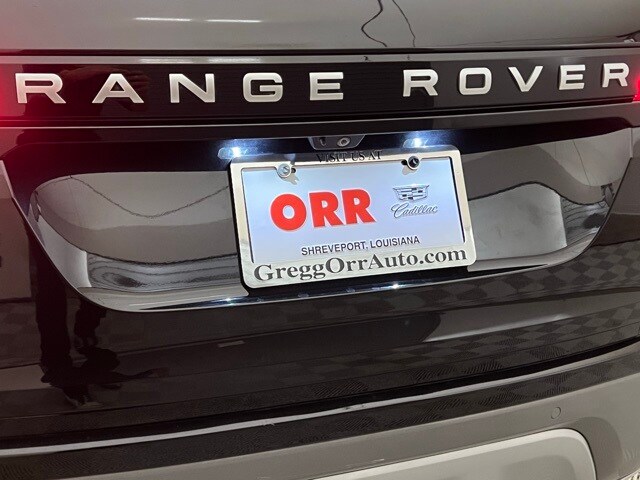 RANGE ROVER
VISIT US AT
ORR
Cadillac
SHREVEPORT, LOUISIANA
GreggOrrAuto.com